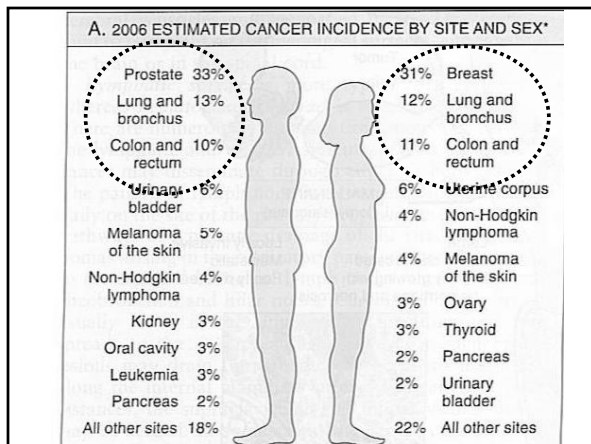 A. 2006 ESTIMATED CANCER INCIDENCE BY SITE AND SEX*
Prostate 33%
Lung and 13%
bronchus
Colon and 10%
rectum
Urinary 6%
bladder
Melanoma 5%
of the skin
Non-Hodgkin 4%
lymphoma
Kidney 3%
Oral cavity 3%
Leukemia 3%
Pancreas 2%
All other sites 18%
31% Breast
12% Lung and
bronchus
11% Colon and
rectum
6% Uterine corpus
4% Non-Hodgkin
lymphoma
4% Melanoma of
the skin
3% Ovary
3% Thyroid
2% Pancreas
2% Urinary
bladder
22% All other sites